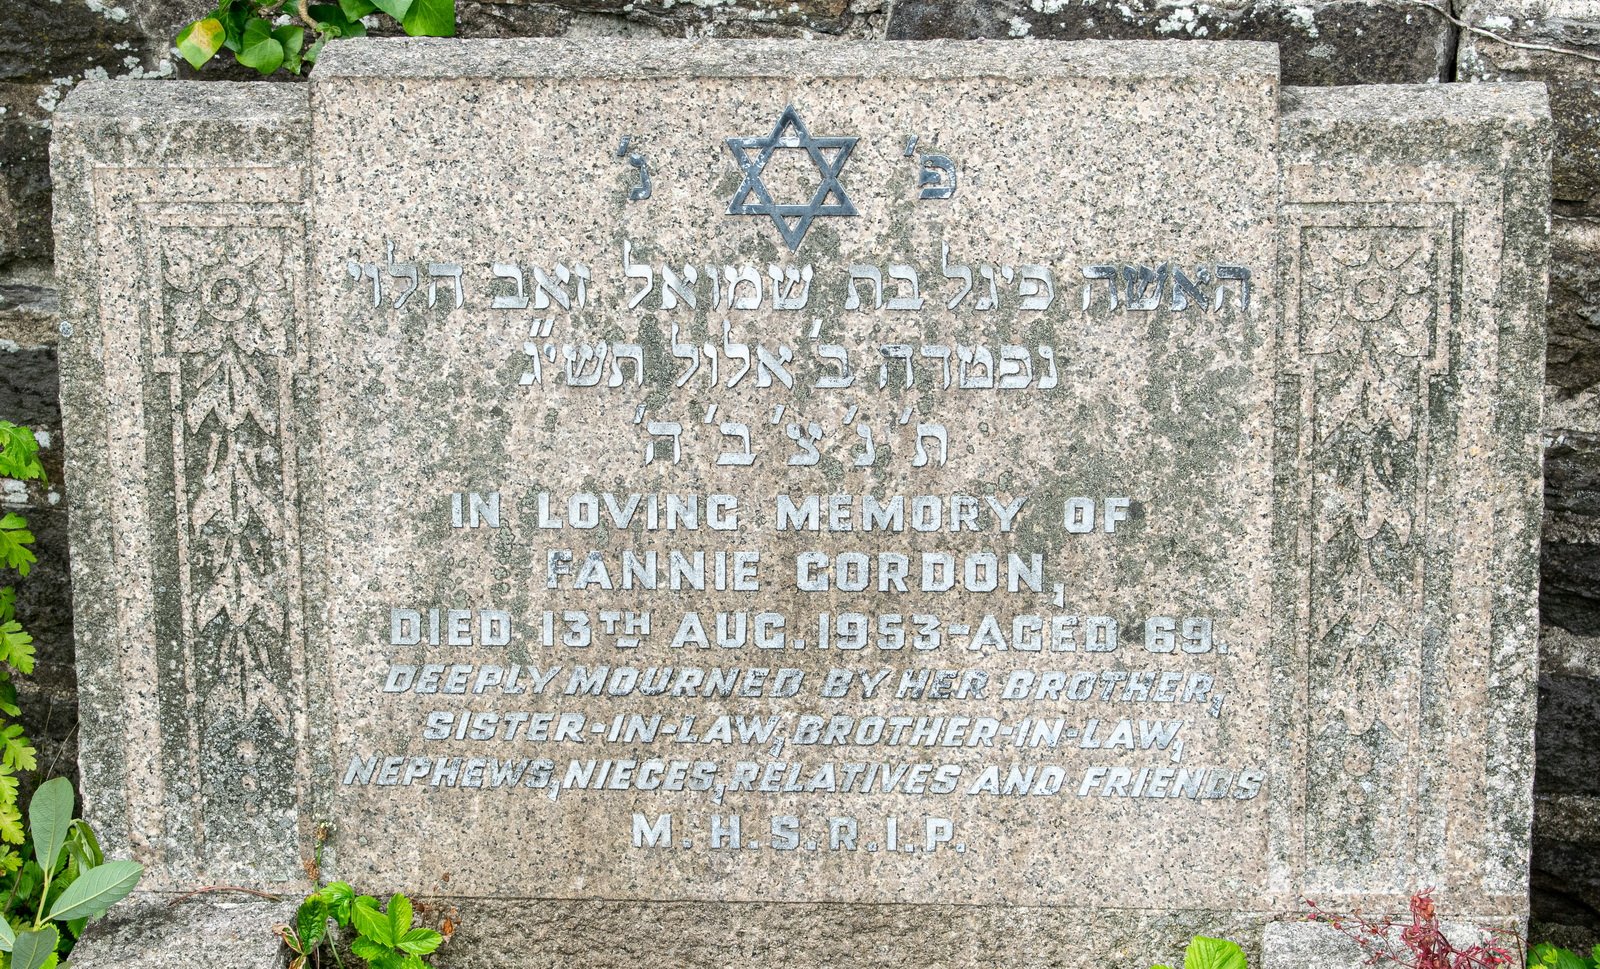 פ' נ'
האשה פיגל בת שמואל זאב הלוי
נפטרה ב' אלול תשי"ג
ת' נ' צ' ב' ה'
IN LOVING MEMORY OF
FANNIE GORDON,
DIED 13TH AUG. 1953-AGED 69.
DEEPLY MOURNED BY HER BROTHER,
SISTER-IN-LAW, BROTHER-IN-LAW,
NEPHEWS, NIECES, RELATIVES AND FRIENDS
M.H.S.R.I.P.